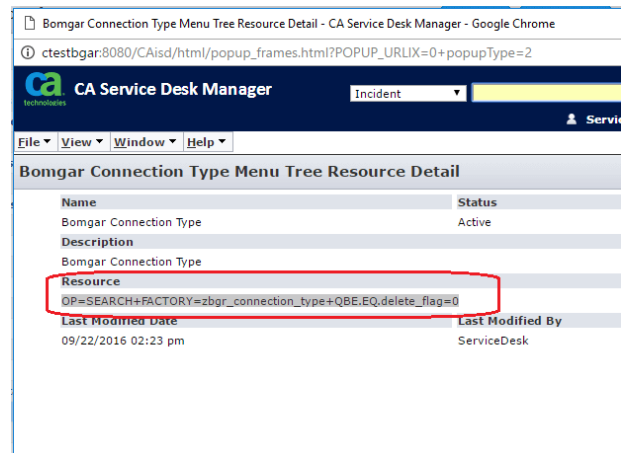 Bomgar Connection Type Menu Tree Resource Detail - CA Service Desk Manager - Google Chrome
ctestbgar:8080/CAisd/html/popup_frames.html?POPUP_URLIX=0+popupType=2
ca technologies CA Service Desk Manager Incident
Servi
File View Window Help
Bomgar Connection Type Menu Tree Resource Detail
Name Status
Bomgar Connection Type Active
Description
Bomgar Connection Type
Resource
OP=SEARCH+FACTORY=zbgr_connection_type+QBE.EQ.delete_flag=0
Last Modified Date Last Modified By
09/22/2016 02:23 pm ServiceDesk